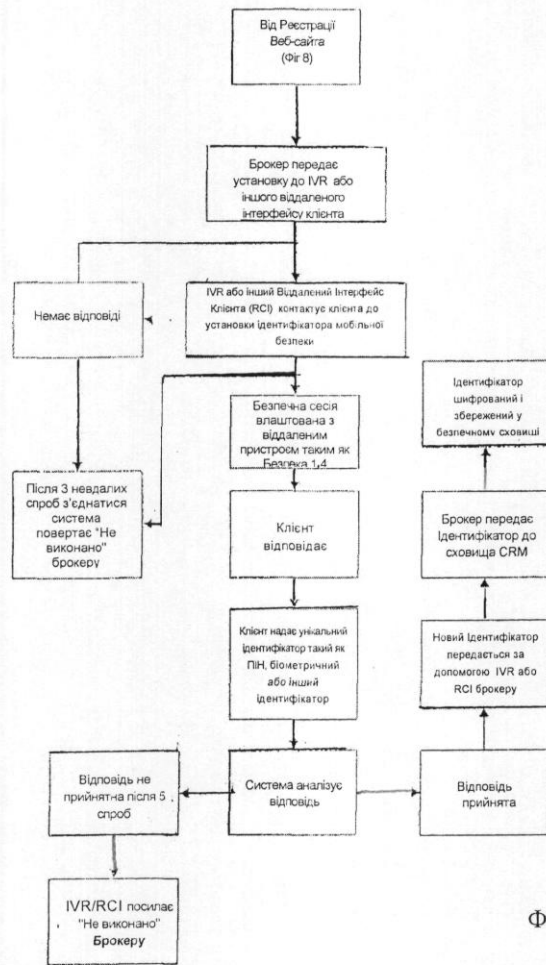 Від Реєстрації
Веб-сайта
(Фіг 8)
Брокер передає
установку до IVR або
іншого віддаленого
інтерфейсу клієнта
Немає відповіді
IVR або інший Віддалений Інтерфейс
Клієнта (RCI) контактує клієнта до
установки ідентифікатора мобільної
безпеки
Безпечна сесія
влаштована з
віддаленим
пристроєм таким як
Безпека 1,4
Після 3 невдалих
спроб з'єднатися
система
повертає "Не
виконано"
брокеру
Клієнт
відповідає
Клієнт надає унікальний
ідентифікатор такий як
ПІН, біометричний
або інший
ідентифікатор
Система аналізує
відповідь
Відповідь не
прийнятна після 5
спроб
IVR/RCI посилає
"Не виконано"
Брокеру
Відповідь
прийнята
Новий Ідентифікатор
передається за
допомогою IVR або
RCI брокеру
Брокер передає
Ідентифікатор до
сховища CRM
Ідентифікатор
шифрований і
збережений у
безпечному сховищі
Ф